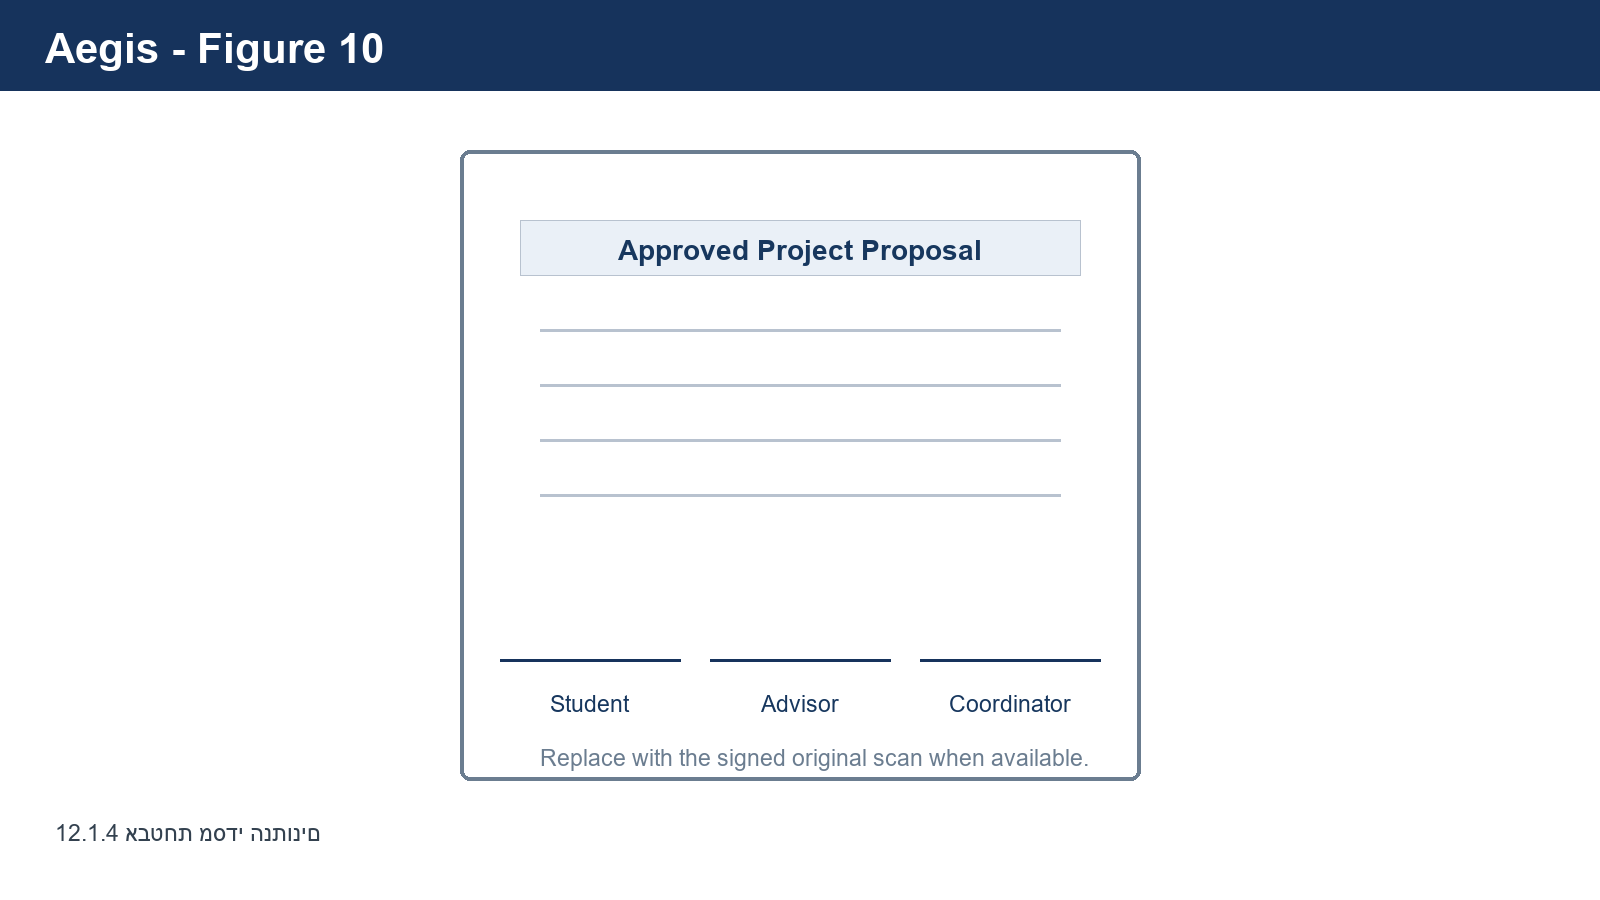 Aegis - Figure 10
Approved Project Proposal
Student
Advisor
Coordinator
Replace with the signed original scan when available.
12.1.4 אבטחת מסדי הנתונים